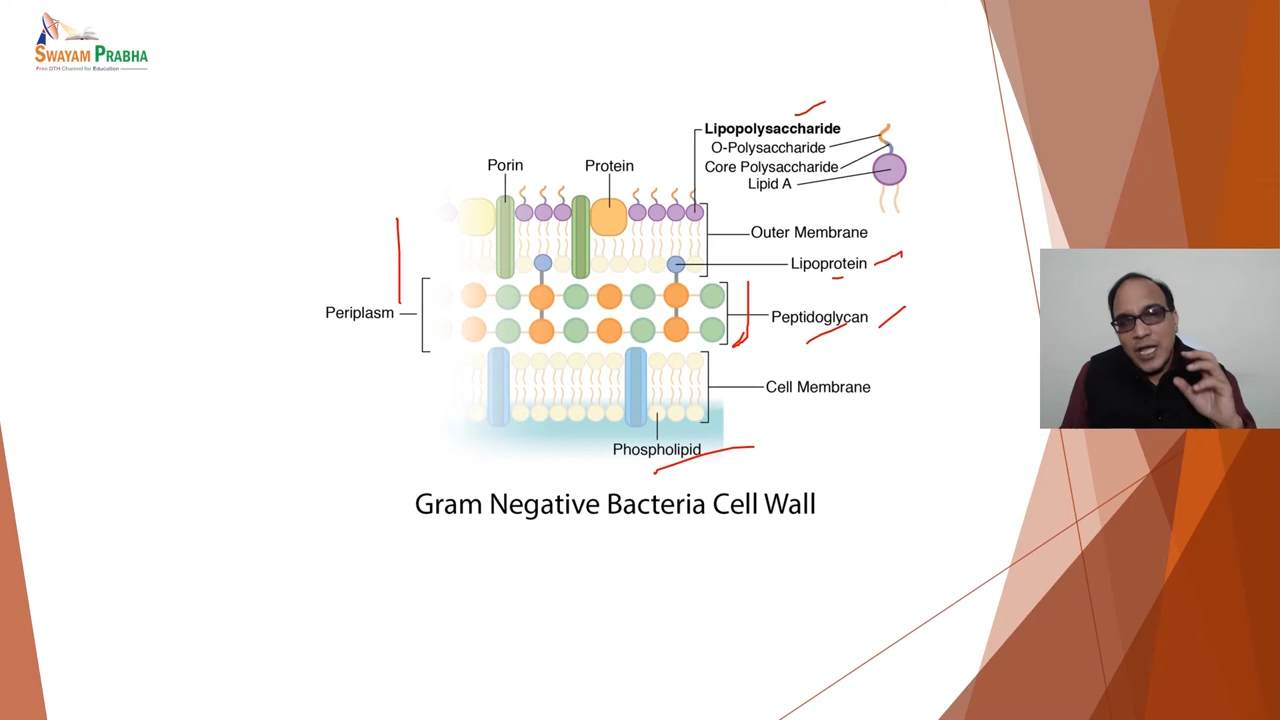 SWAYAM PRABHA
Free DTH Channel for Education
Lipopolysaccharide
O-Polysaccharide
Core Polysaccharide
Lipid A
Porin
Protein
Outer Membrane
Lipoprotein
Periplasm
Peptidoglycan
Cell Membrane
Phospholipid
Gram Negative Bacteria Cell Wall